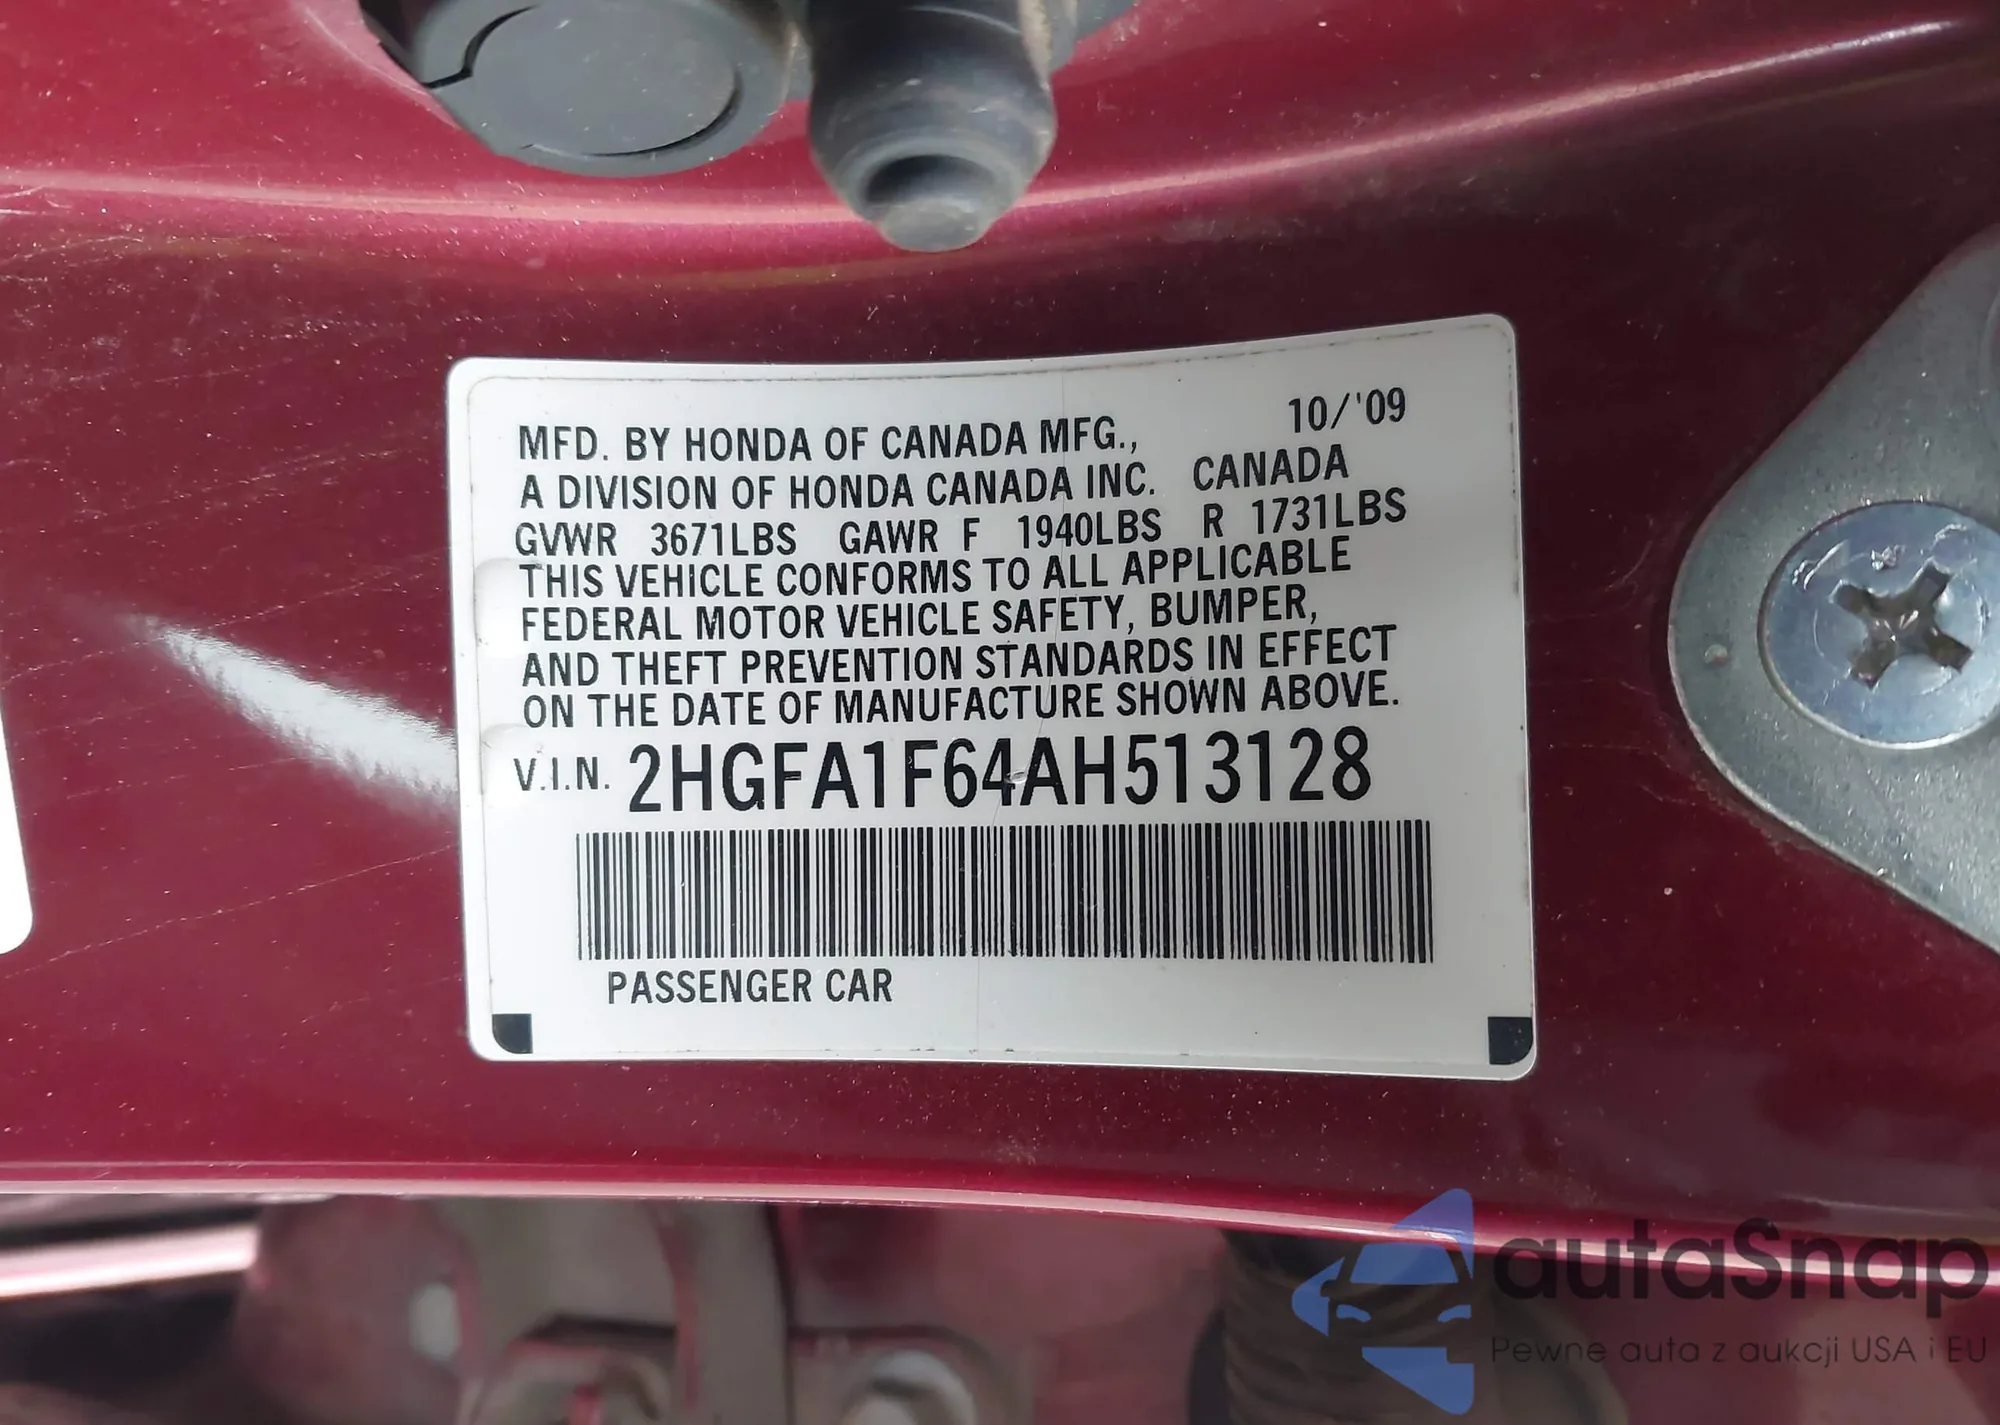 10/'09
MFD. BY HONDA OF CANADA MFG.,
A DIVISION OF HONDA CANADA INC. CANADA
GVWR 3671LBS GAWR F 1940LBS R 1731LBS
THIS VEHICLE CONFORMS TO ALL APPLICABLE
FEDERAL MOTOR VEHICLE SAFETY, BUMPER,
AND THEFT PREVENTION STANDARDS IN EFFECT
ON THE DATE OF MANUFACTURE SHOWN ABOVE.
V.I.N. 2HGFA1F64AH513128
PASSENGER CAR
autaSnap
Pewne auta z aukcji USA i EU